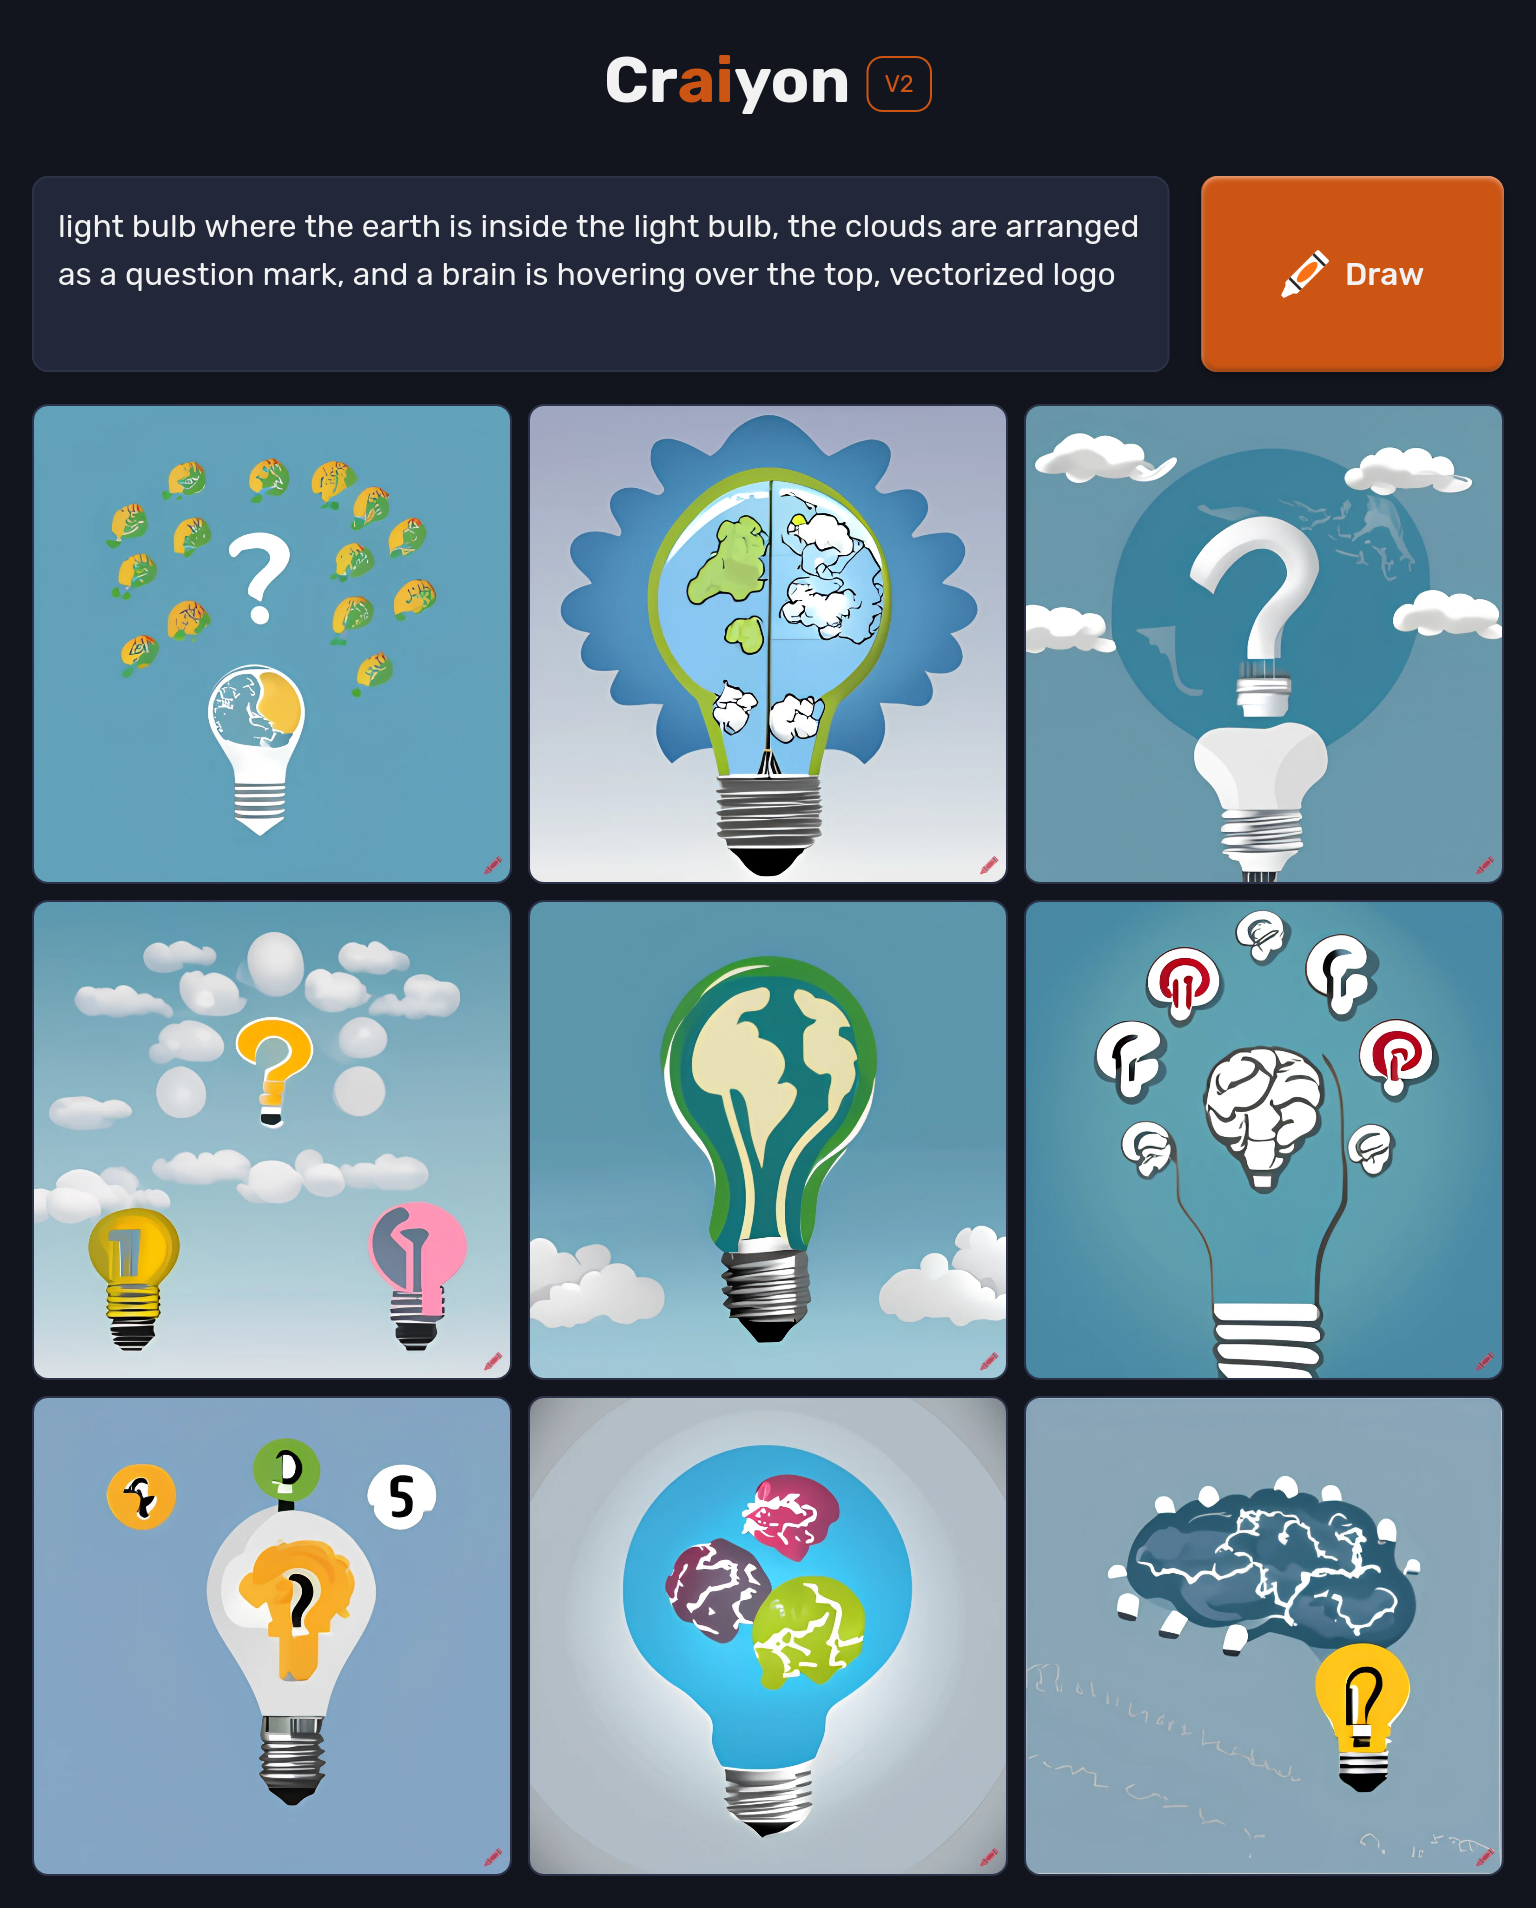 Craiyon V2
light bulb where the earth is inside the light bulb, the clouds are arranged
as a question mark, and a brain is hovering over the top, vectorized logo
Draw
?
?
?
1
?
S
?